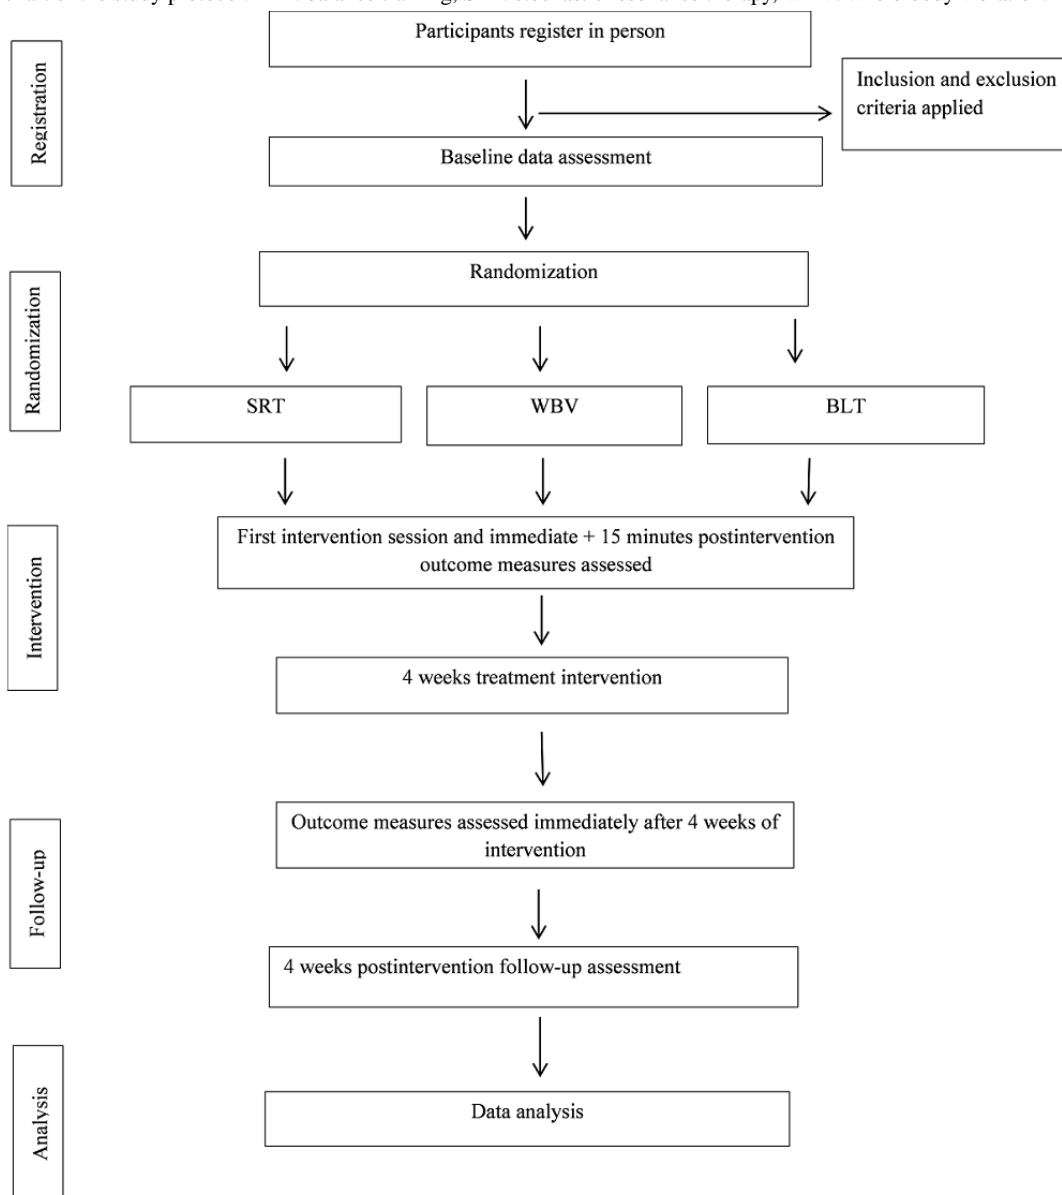 Participants register in person
Inclusion and exclusion
criteria applied
Registration
Baseline data assessment
Randomization
Randomization
SRT
WBV
BLT
First intervention session and immediate + 15 minutes postintervention
outcome measures assessed
Intervention
4 weeks treatment intervention
Outcome measures assessed immediately after 4 weeks of
intervention
Follow-up
4 weeks postintervention follow-up assessment
Analysis
Data analysis